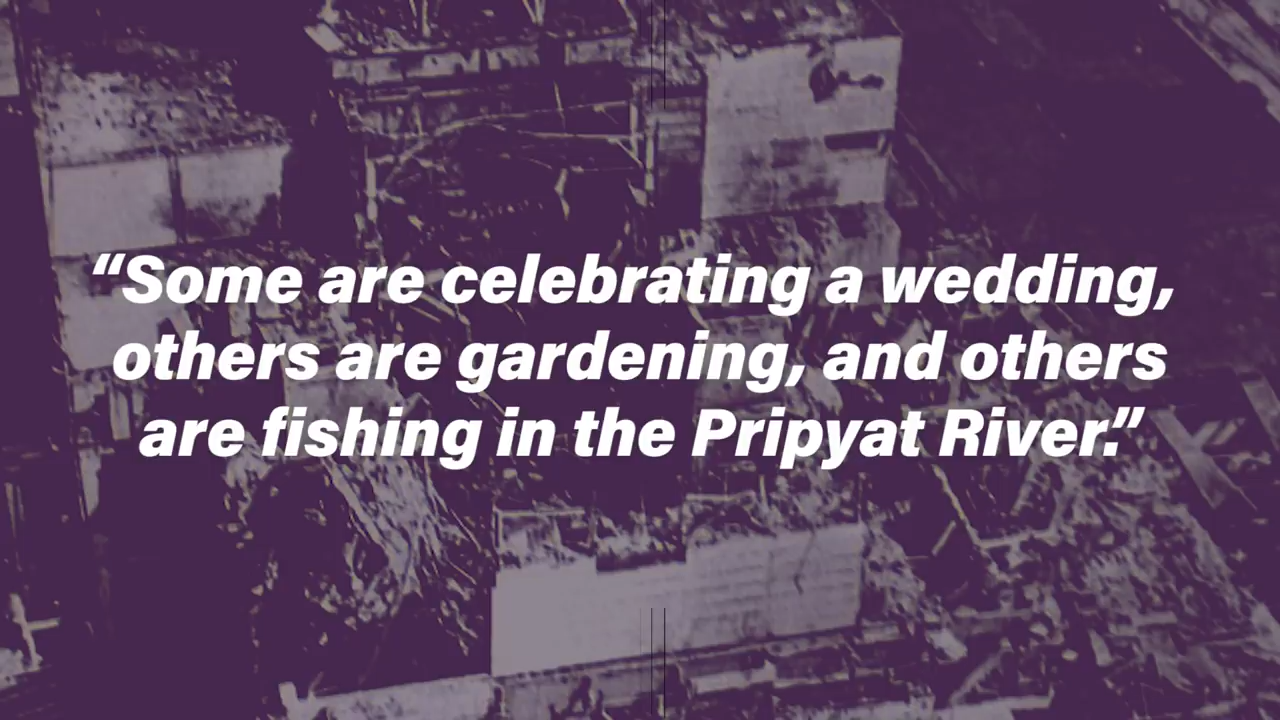 “Some are celebrating a wedding,
others are gardening, and others
are fishing in the Pripyat River.”